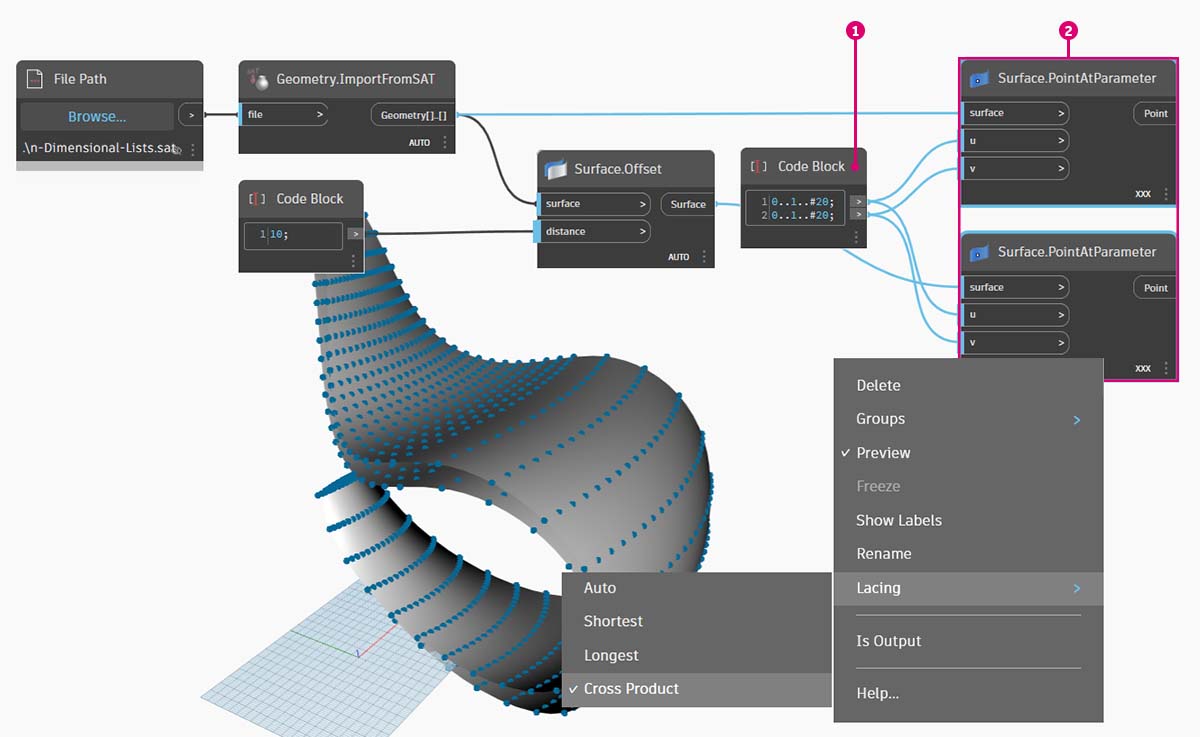 1
2
File Path
Browse...
>
.\n-Dimensional-Lists.sat
Geometry.ImportFromSAT
file >
Geometry[]..[]
AUTO
Code Block
1 10;
>
Surface.Offset
surface >
Surface
distance >
AUTO
Code Block
1 0..1..#20; >
2 0..1..#20; >
Surface.PointAtParameter
surface >
Point
u >
v >
XXX
Surface.PointAtParameter
surface >
Point
u >
v >
XXX
Delete
Groups >
✓ Preview
Freeze
Show Labels
Rename
Lacing >
Is Output
Help...
Auto
Shortest
Longest
✓ Cross Product